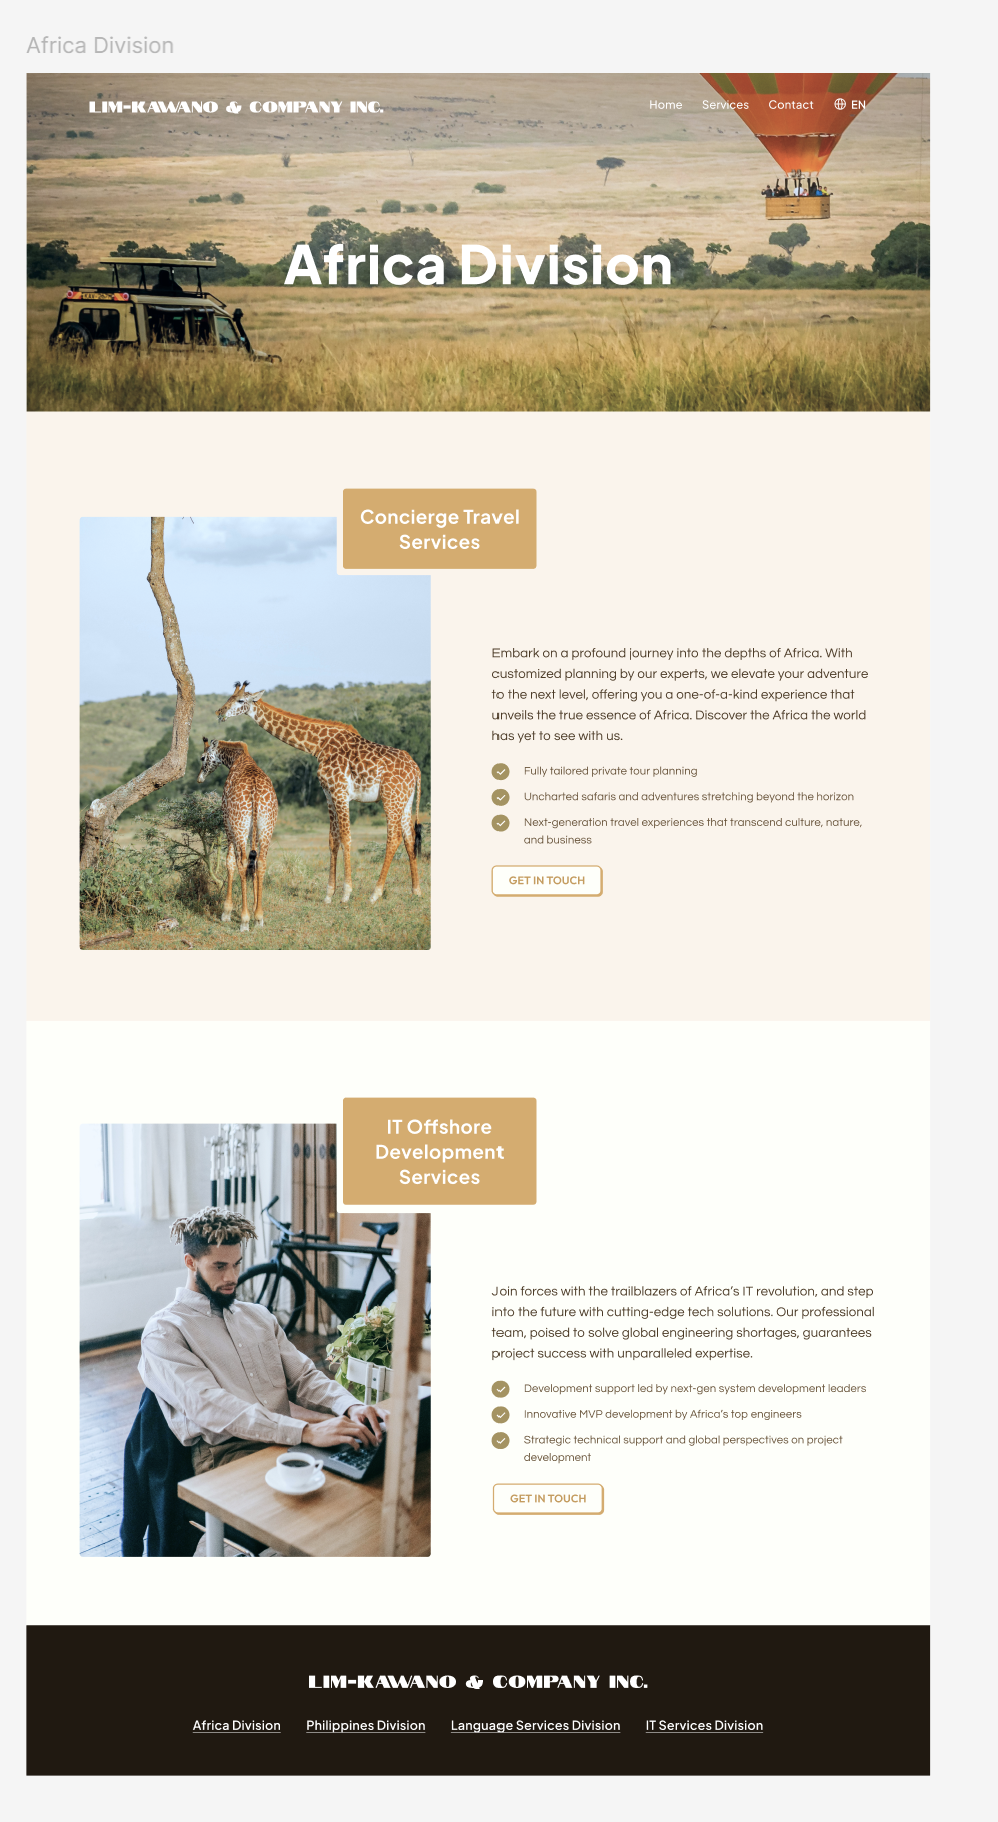 Africa Division
LIM-KAWANO & COMPANY INC.
Home Services Contact EN
Africa Division
Concierge Travel
Services
Embark on a profound journey into the depths of Africa. With
customized planning by our experts, we elevate your adventure
to the next level, offering you a one-of-a-kind experience that
unveils the true essence of Africa. Discover the Africa the world
has yet to see with us.
Fully tailored private tour planning
Uncharted safaris and adventures stretching beyond the horizon
Next-generation travel experiences that transcend culture, nature,
and business
GET IN TOUCH
IT Offshore
Development
Services
Join forces with the trailblazers of Africa's IT revolution, and step
into the future with cutting-edge tech solutions. Our professional
team, poised to solve global engineering shortages, guarantees
project success with unparalleled expertise.
Development support led by next-gen system development leaders
Innovative MVP development by Africa's top engineers
Strategic technical support and global perspectives on project
development
GET IN TOUCH
LIM-KAWANO & COMPANY INC.
Africa Division Philippines Division Language Services Division IT Services Division